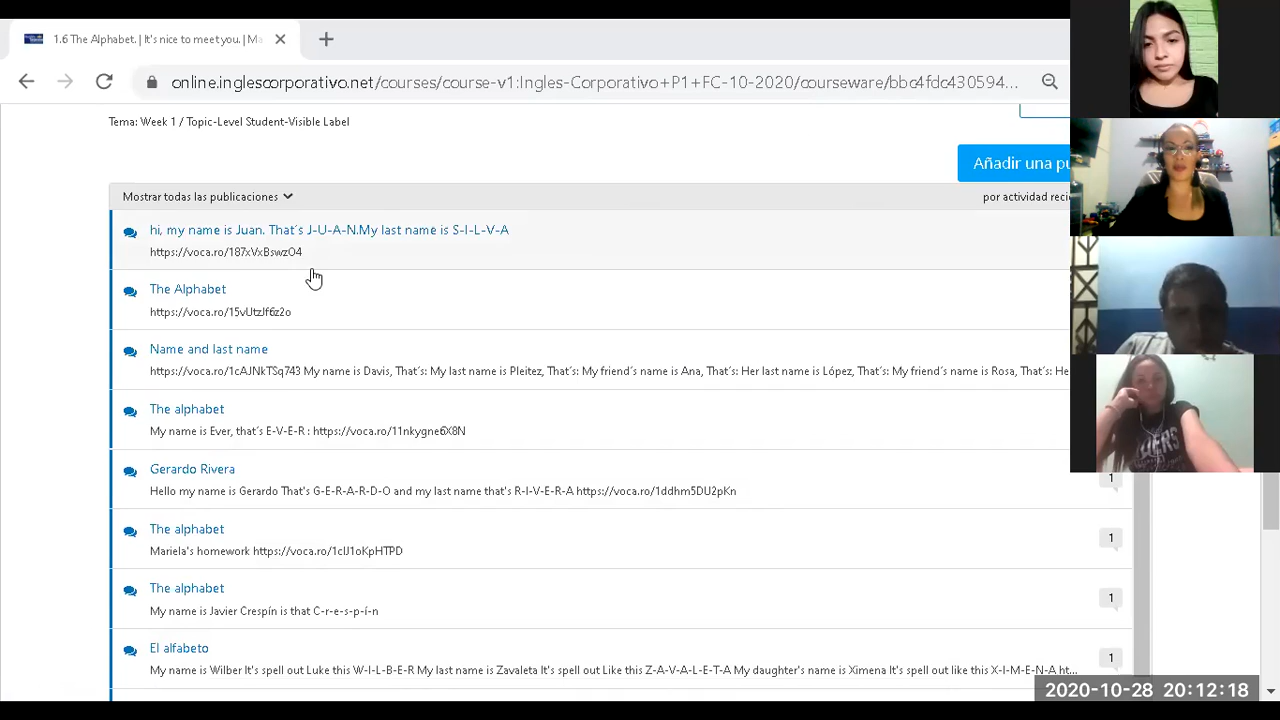 1.6 The Alphabet. | It's nice to meet you. | Ma
online.inglescorporativo.net/courses/course-v1:Ingles-Corporativo+F1+FC-
2020/courseware/bbc41dc430594...
Tema: Week 1 / Topic-Level Student-Visible Label
Añadir una pu
Mostrar todas las publicaciones
por actividad reci
hi, my name is Juan. That´s J-U-A-N.My last name is S-I-L-V-A
https://voca.ro/187xVxBswzO4
The Alphabet
https://voca.ro/15vUtzJf6z2o
Name and last name
https://voca.ro/1cAJNkTSq743 My name is Davis, That´s: My last name is Pleitez, That´s: My friend´s name is Ana, That´s: Her last name is López, That´s: My friend´s name is Rosa, That´s: He
The alphabet
My name is Ever, that´s E-V-E-R : https://voca.ro/11nkygne6X8N
Gerardo Rivera
Hello my name is Gerardo That's G-E-R-A-R-D-O and my last name that's R-I-V-E-R-A https://voca.ro/1ddhm5DU2pKn
1
The alphabet
Mariela's homework https://voca.ro/1cJJ1oKpHTPD
1
The alphabet
My name is Javier Crespín is that C-r-e-s-p-í-n
1
El alfabeto
My name is Wilber It's spell out Luke this W-I-L-B-E-R My last name is Zavaleta It's spell out Like this Z-A-V-A-L-E-T-A My daughter's name is Ximena It's spell out like this X-I-M-E-N-A ht...
1
2020-10-28 20:12:18